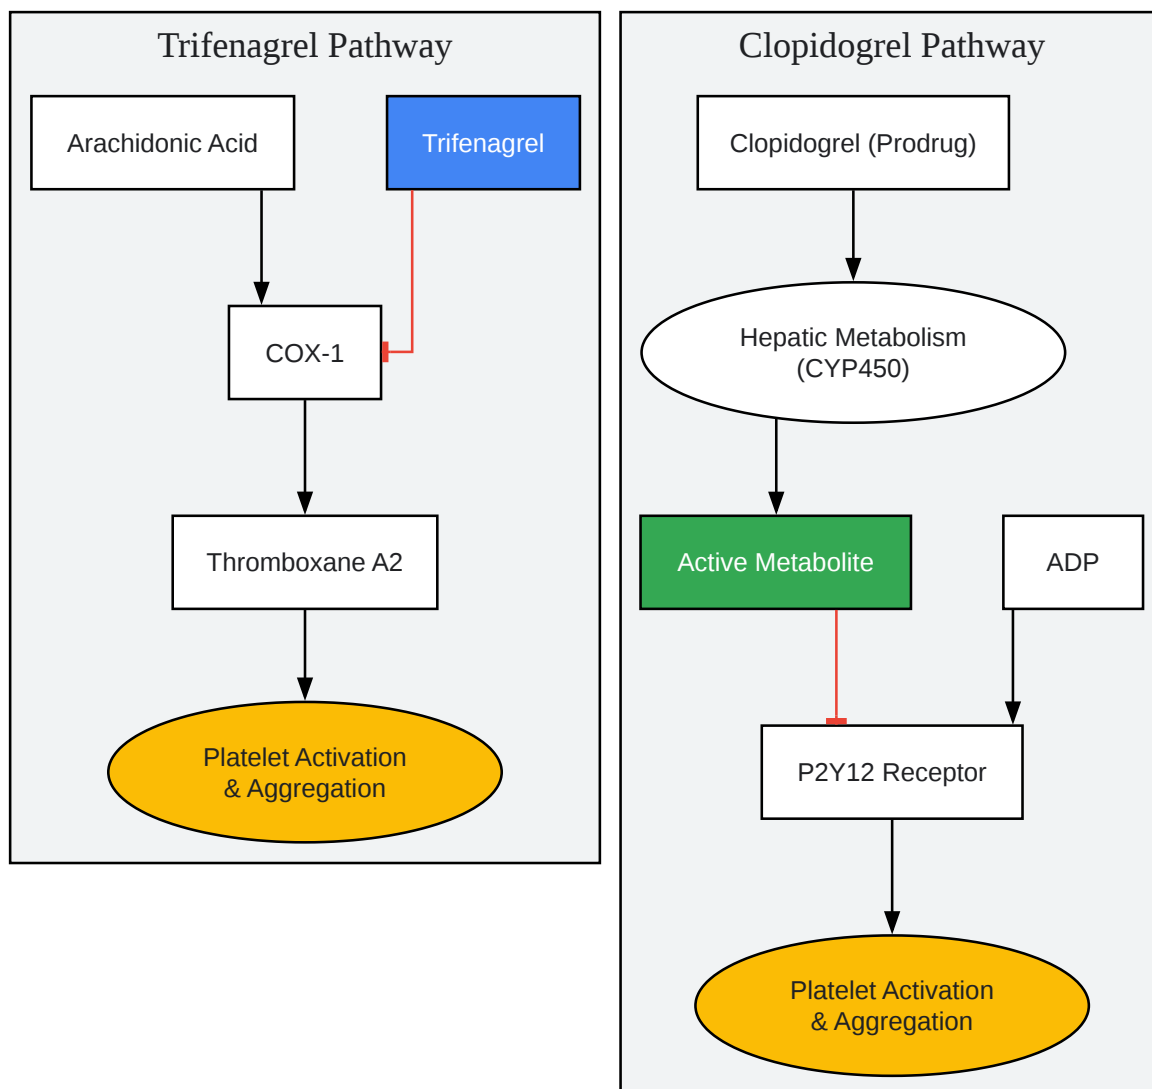 Trifenagrel Pathway
Arachidonic Acid
Trifenagrel
COX-1
Thromboxane A2
Platelet Activation
& Aggregation
Clopidogrel Pathway
Clopidogrel (Prodrug)
Hepatic Metabolism
(CYP450)
Active Metabolite
ADP
P2Y12 Receptor
Platelet Activation
& Aggregation